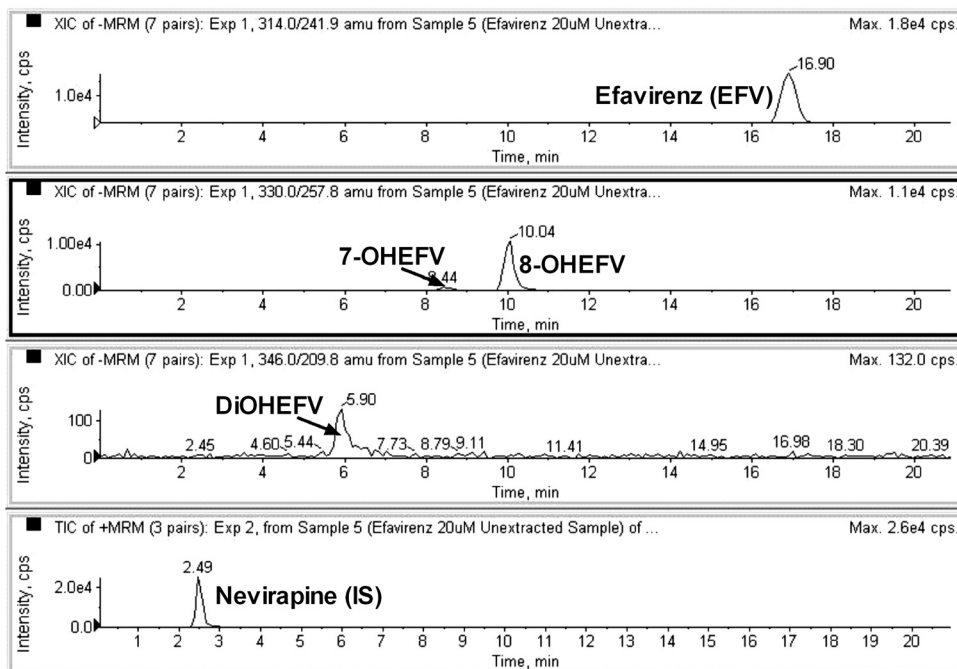 XIC of -MRM (7 pairs): Exp 1, 314.0/241.9 amu from Sample 5 (Efavirenz 20uM Unextra... Max. 1.8e4 cps.
16.90
Efavirenz (EFV)
1.0e4
Intensity, cps
2 4 6 8 10 12 14 16 18 20
Time, min
XIC of -MRM (7 pairs): Exp 1, 330.0/257.8 amu from Sample 5 (Efavirenz 20uM Unextra... Max. 1.1e4 cps.
10.04
1.00e4
7-OHEFV
8-OHEFV
8.44
0.00
Intensity, cps
2 4 6 8 10 12 14 16 18 20
Time, min
XIC of -MRM (7 pairs): Exp 1, 346.0/209.8 amu from Sample 5 (Efavirenz 20uM Unextra... Max. 132.0 cps.
5.90
DiOHEFV
100
2.45 4.60 5.44 7.73 8.79 9.11 11.41 14.95 16.98 18.30 20.39
0
Intensity, cps
2 4 6 8 10 12 14 16 18 20
Time, min
TIC of +MRM (3 pairs): Exp 2, from Sample 5 (Efavirenz 20uM Unextracted Sample) of ... Max. 2.6e4 cps.
2.49
2.0e4
Nevirapine (IS)
0.0
Intensity, cps
1 2 3 4 5 6 7 8 9 10 11 12 13 14 15 16 17 18 19 20
Time, min